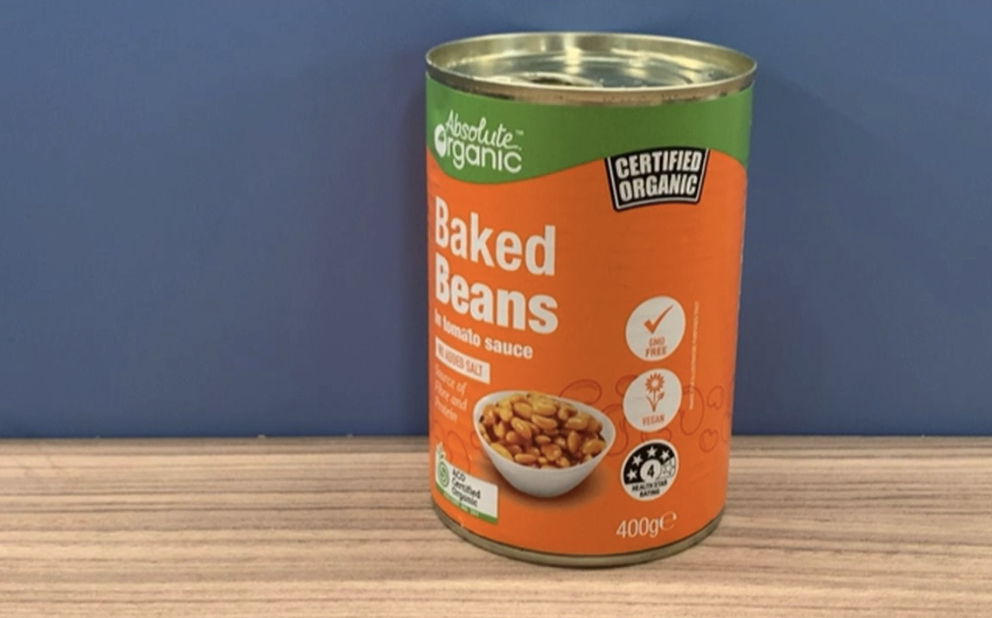 Absolute™
Organic
CERTIFIED
ORGANIC
Baked
Beans
In tomato sauce
NO ADDED SALT
Source of
Fibre and
Protein
GMO
FREE
VEGAN
4
HEALTH STAR
RATING
ACO
Certified
Organic
400g℮